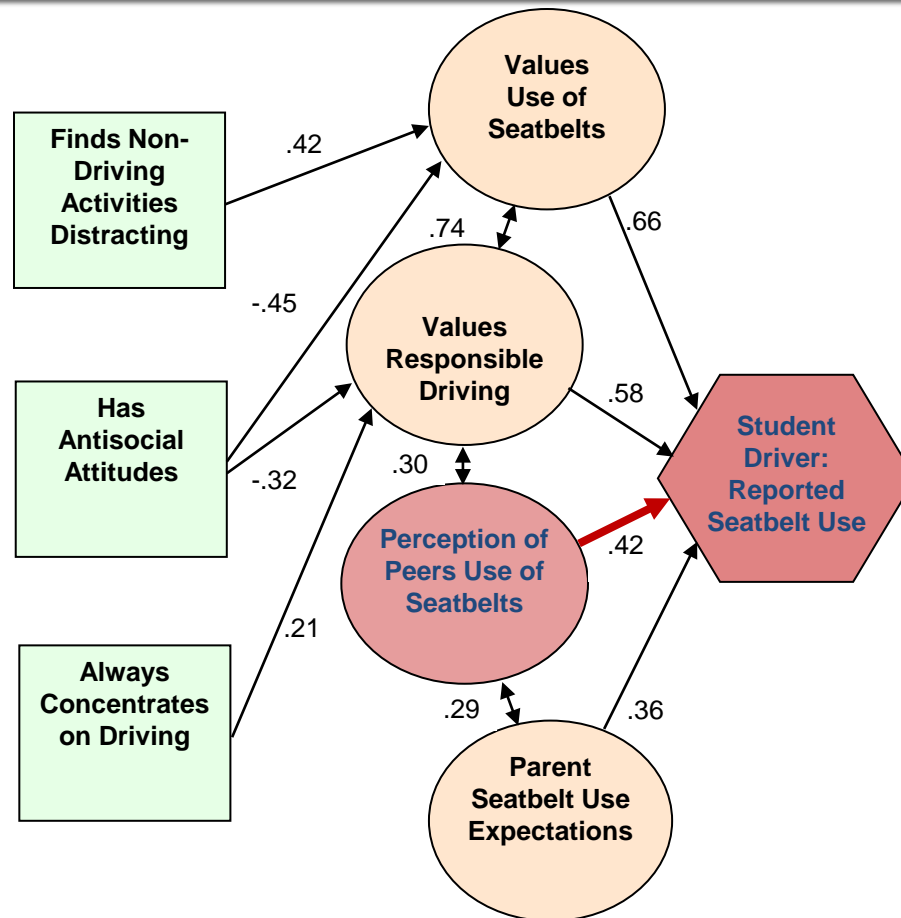 Values
Use of
Seatbelts
Finds Non-
Driving
Activities
Distracting
.42
.66
.74
-.45
Values
Responsible
Driving
Has
Antisocial
Attitudes
.58
Student
Driver:
Reported
Seatbelt Use
-.32
.30
Perception of
Peers Use of
Seatbelts
.42
.21
Always
Concentrates
on Driving
.29
.36
Parent
Seatbelt Use
Expectations